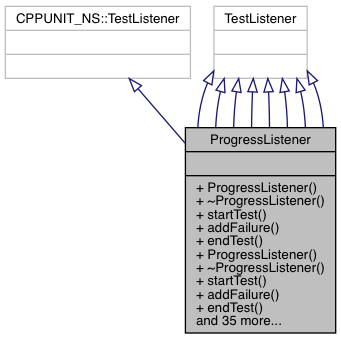 CPPUNIT_NS::TestListener
TestListener
ProgressListener
+ ProgressListener()
+ ~ProgressListener()
+ startTest()
+ addFailure()
+ endTest()
+ ProgressListener()
+ ~ProgressListener()
+ startTest()
+ addFailure()
+ endTest()
and 35 more...